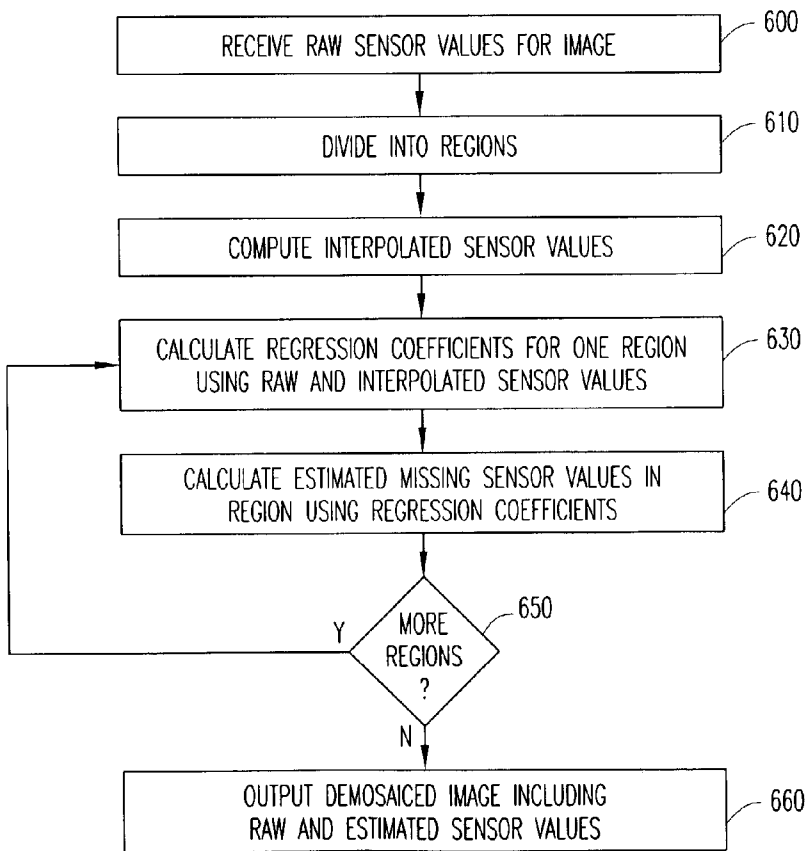 RECEIVE RAW SENSOR VALUES FOR IMAGE
600
DIVIDE INTO REGIONS
610
COMPUTE INTERPOLATED SENSOR VALUES
620
CALCULATE REGRESSION COEFFICIENTS FOR ONE REGION
USING RAW AND INTERPOLATED SENSOR VALUES
630
CALCULATE ESTIMATED MISSING SENSOR VALUES IN
REGION USING REGRESSION COEFFICIENTS
640
MORE
REGIONS
?
650
Y
N
OUTPUT DEMOSAICED IMAGE INCLUDING
RAW AND ESTIMATED SENSOR VALUES
660